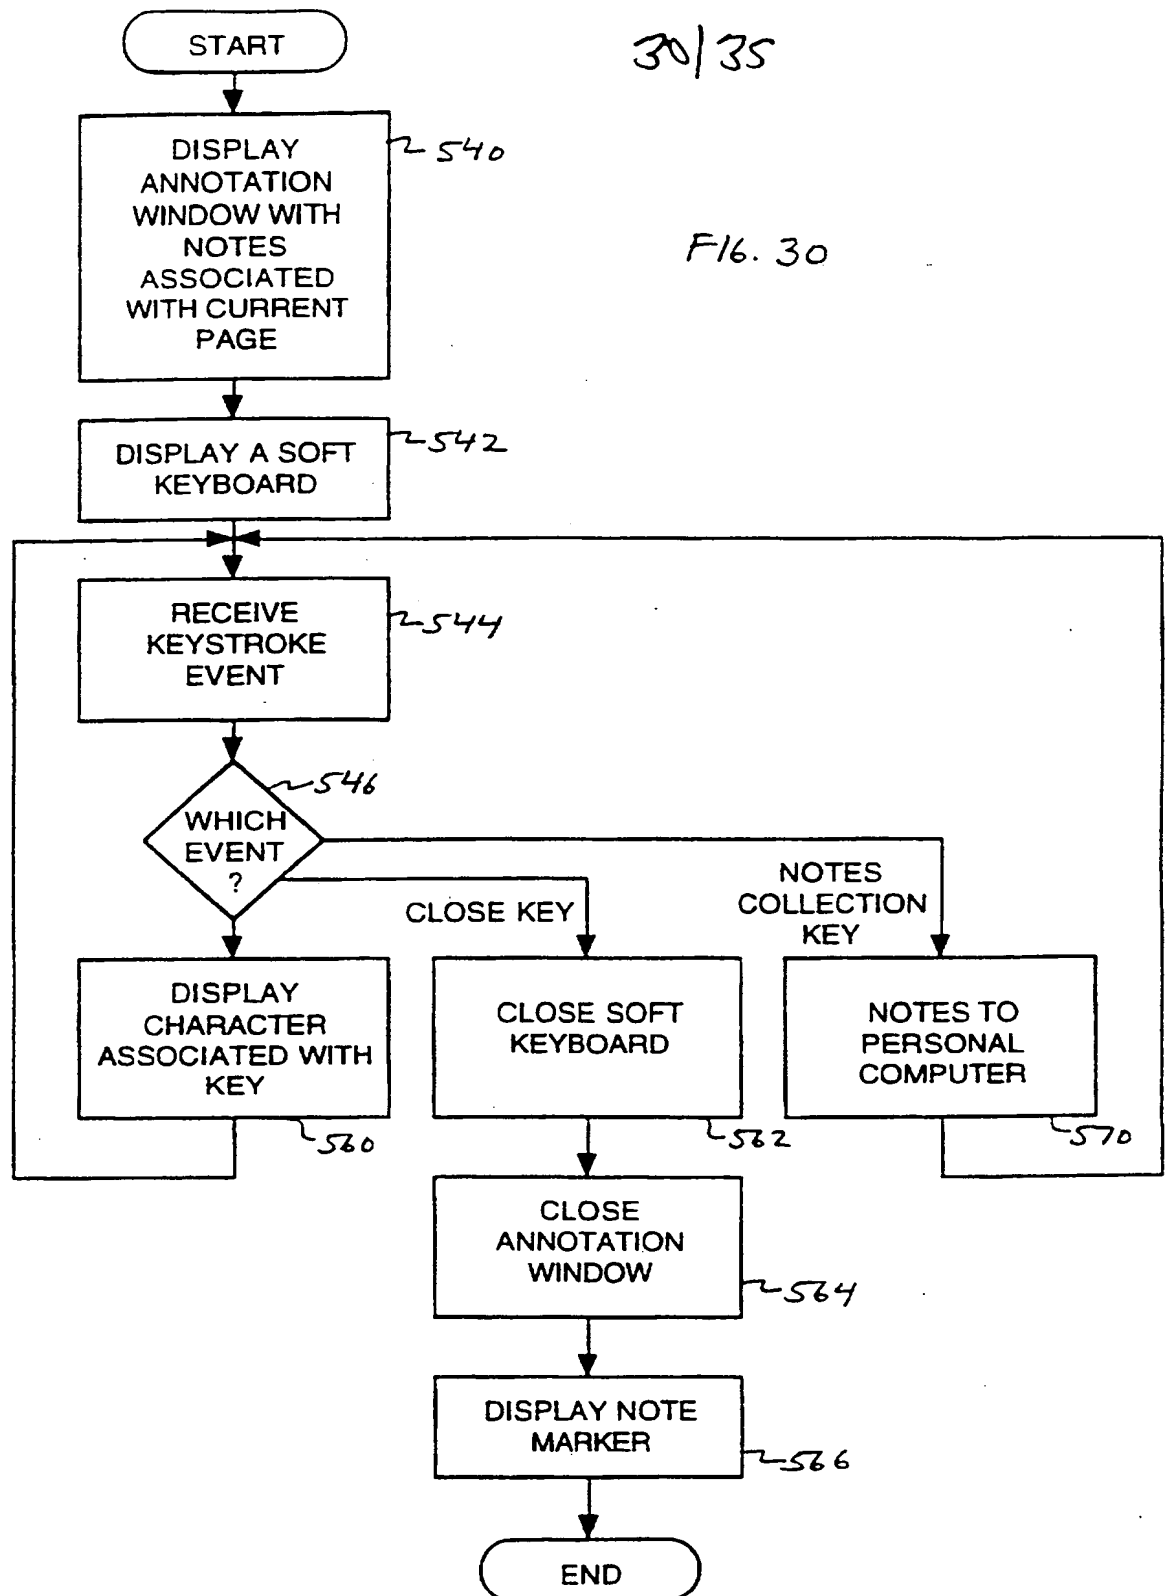 START
30/35
DISPLAY
ANNOTATION
WINDOW WITH
NOTES
ASSOCIATED
WITH CURRENT
PAGE
540
FIG. 30
DISPLAY A SOFT
KEYBOARD
542
RECEIVE
KEYSTROKE
EVENT
544
546
WHICH
EVENT
?
CLOSE KEY
NOTES
COLLECTION
KEY
DISPLAY
CHARACTER
ASSOCIATED WITH
KEY
560
CLOSE SOFT
KEYBOARD
562
NOTES TO
PERSONAL
COMPUTER
570
CLOSE
ANNOTATION
WINDOW
564
DISPLAY NOTE
MARKER
566
END